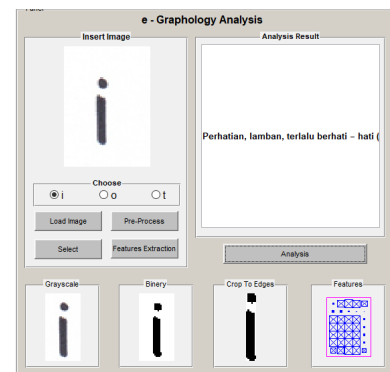 e - Graphology Analysis
Insert Image
i
Choose
i
o
t
Load Image
Pre-Process
Select
Features Extraction
Analysis Result
Perhatian, lamban, terlalu berhati – hati (
Analysis
Grayscale
i
Binery
i
Crop To Edges
i
Features